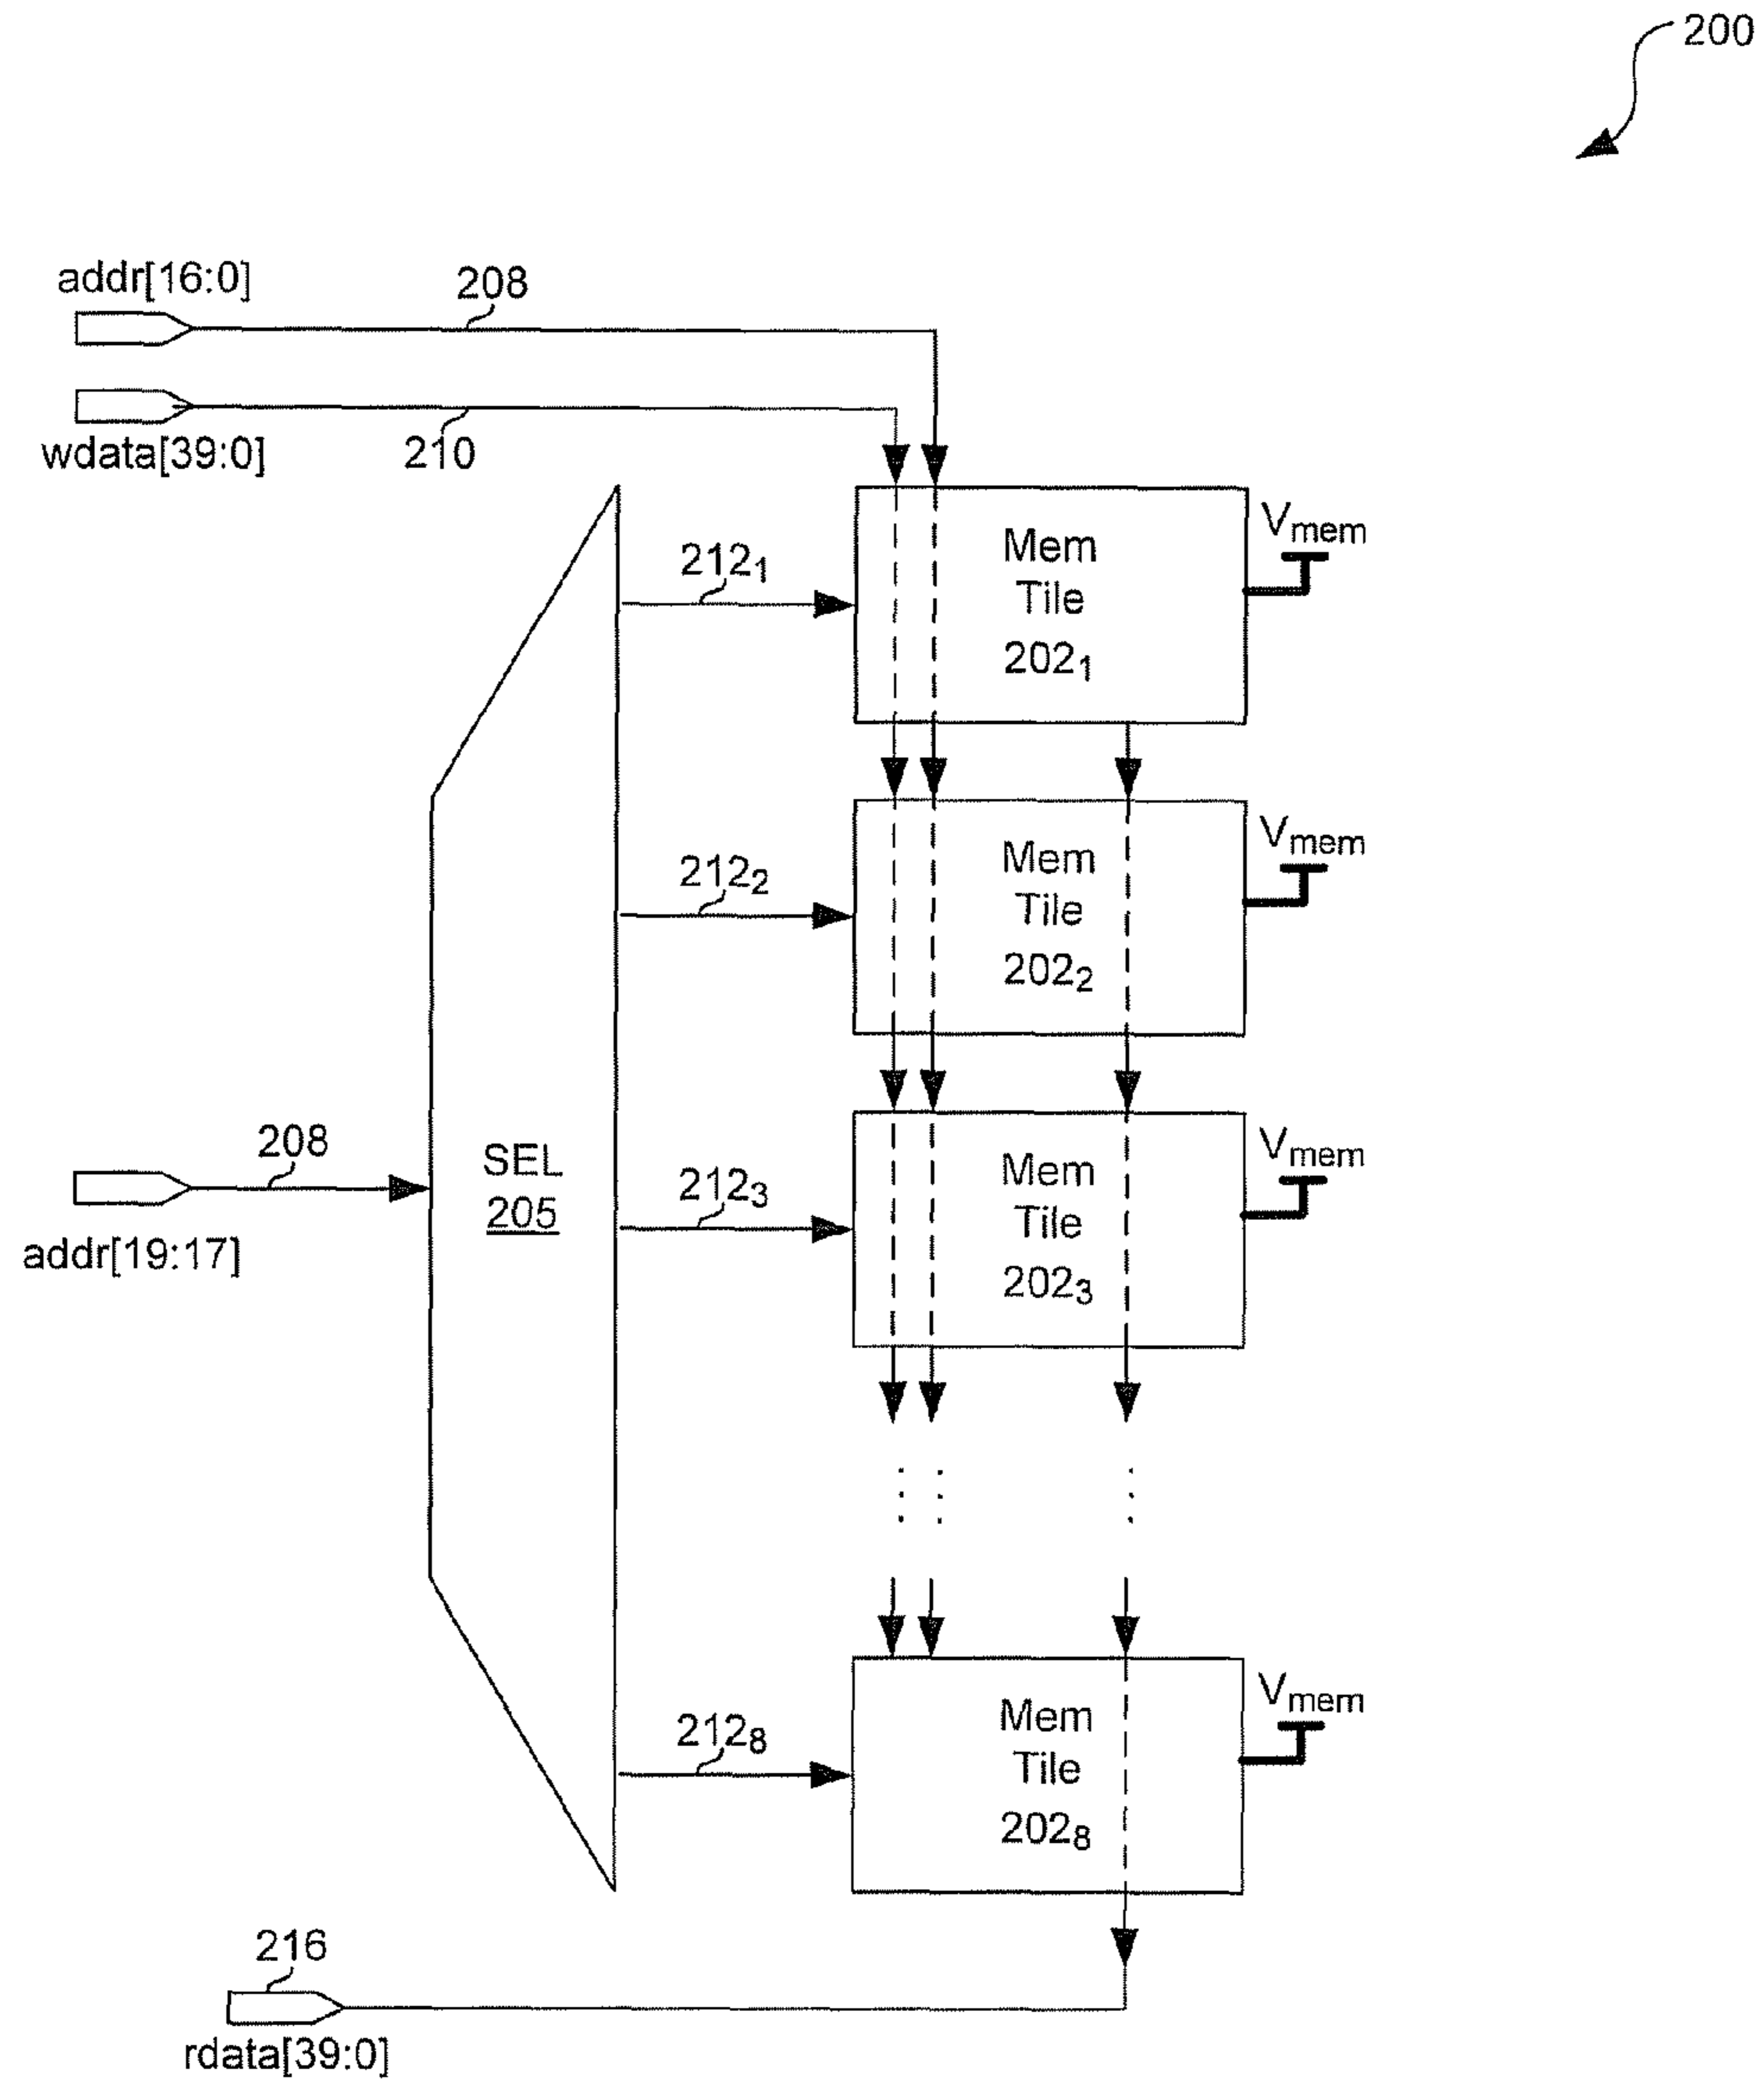 200
addr[16:0]
208
wdata[39:0]
210
212₁
Mem
Tile
202₁
Vmem
212₂
Mem
Tile
202₂
Vmem
addr[19:17]
208
SEL
205
212₃
Mem
Tile
202₃
Vmem
212₈
Mem
Tile
202₈
Vmem
216
rdata[39:0]